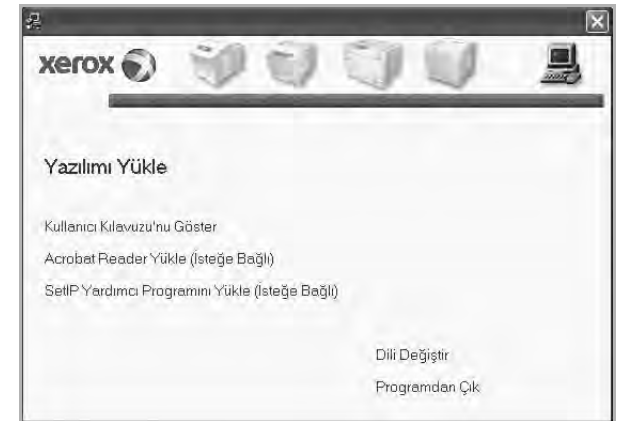 xerox
Yazılımı Yükle
Kullanıcı Kılavuzu'nu Göster
Acrobat Reader Yükle (İsteğe Bağlı)
SetIP Yardımcı Programını Yükle (İsteğe Bağlı)
Dili Değiştir
Programdan Çık